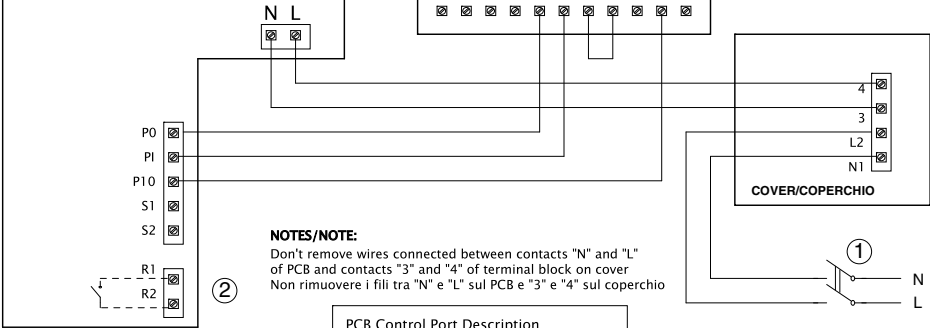 N L
4
3
L2
N1
COVER/COPERCHIO
P0
PI
P10
S1
S2
R1
R2
2
NOTES/NOTE:
Don't remove wires connected between contacts "N" and "L"
of PCB and contacts "3" and "4" of terminal block on cover
Non rimuovere i fili tra "N" e "L" sul PCB e "3" e "4" sul coperchio
1
N
L
PCB Control Port Description